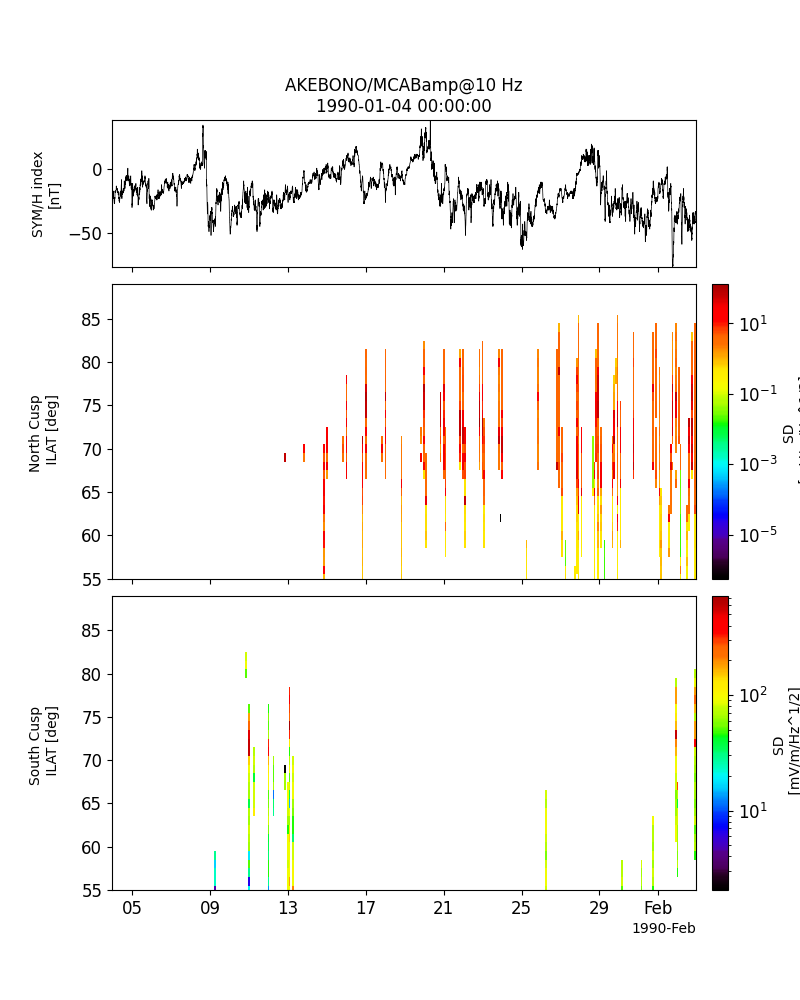 AKEBONO/MCABamp@10 Hz
1990-01-04 00:00:00
SYM/H index
[nT]
0
−50
North Cusp
ILAT [deg]
85
80
75
70
65
60
55
10^1
10^−1
10^−3
10^−5
SD
South Cusp
ILAT [deg]
85
80
75
70
65
60
55
10^2
10^1
SD
[mV/m/Hz^1/2]
05
09
13
17
21
25
29
Feb
1990-Feb